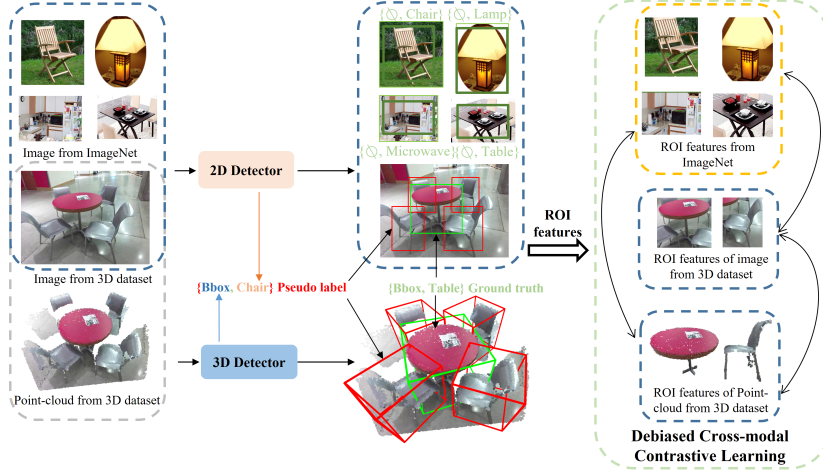 Image from ImageNet
Image from 3D dataset
Point-cloud from 3D dataset
2D Detector
{Bbox, Chair} Pseudo label
3D Detector
{∅, Chair} {∅, Lamp}
{∅, Microwave} {∅, Table}
{Bbox, Table} Ground truth
ROI
features
ROI features from
ImageNet
ROI features of image
from 3D dataset
ROI features of Point-
cloud from 3D dataset
Debiased Cross-modal
Contrastive Learning